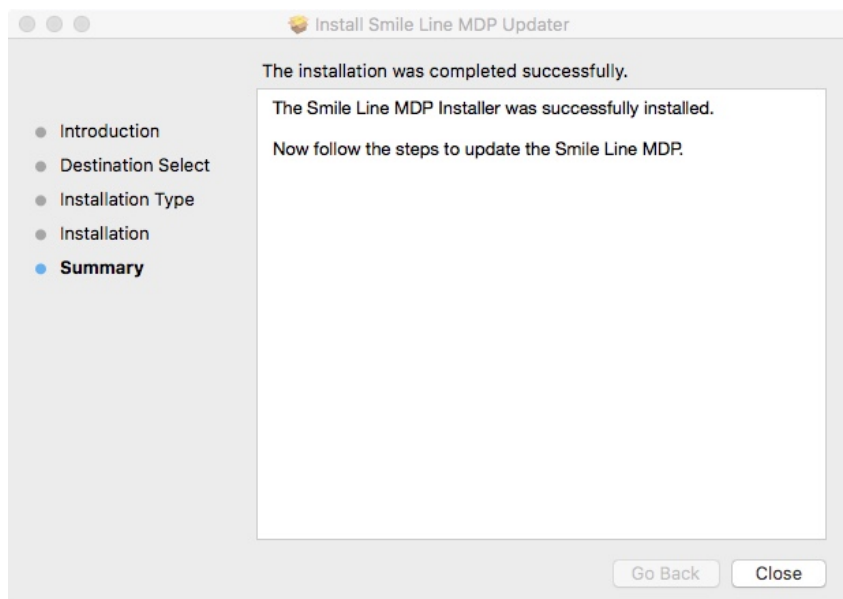 Install Smile Line MDP Updater
The installation was completed successfully.
Introduction
Destination Select
Installation Type
Installation
Summary
The Smile Line MDP Installer was successfully installed.
Now follow the steps to update the Smile Line MDP.
Go Back
Close